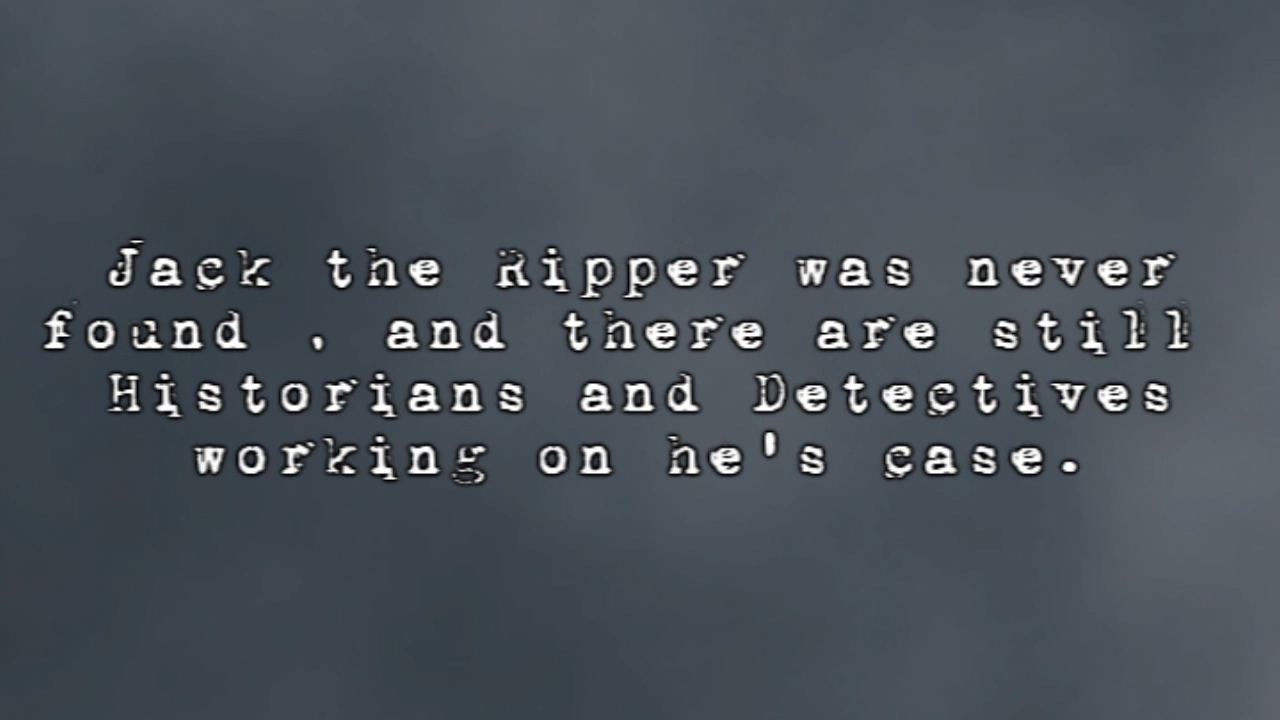 Jack the Ripper was never
found , and there are still
Historians and Detectives
working on he's case.